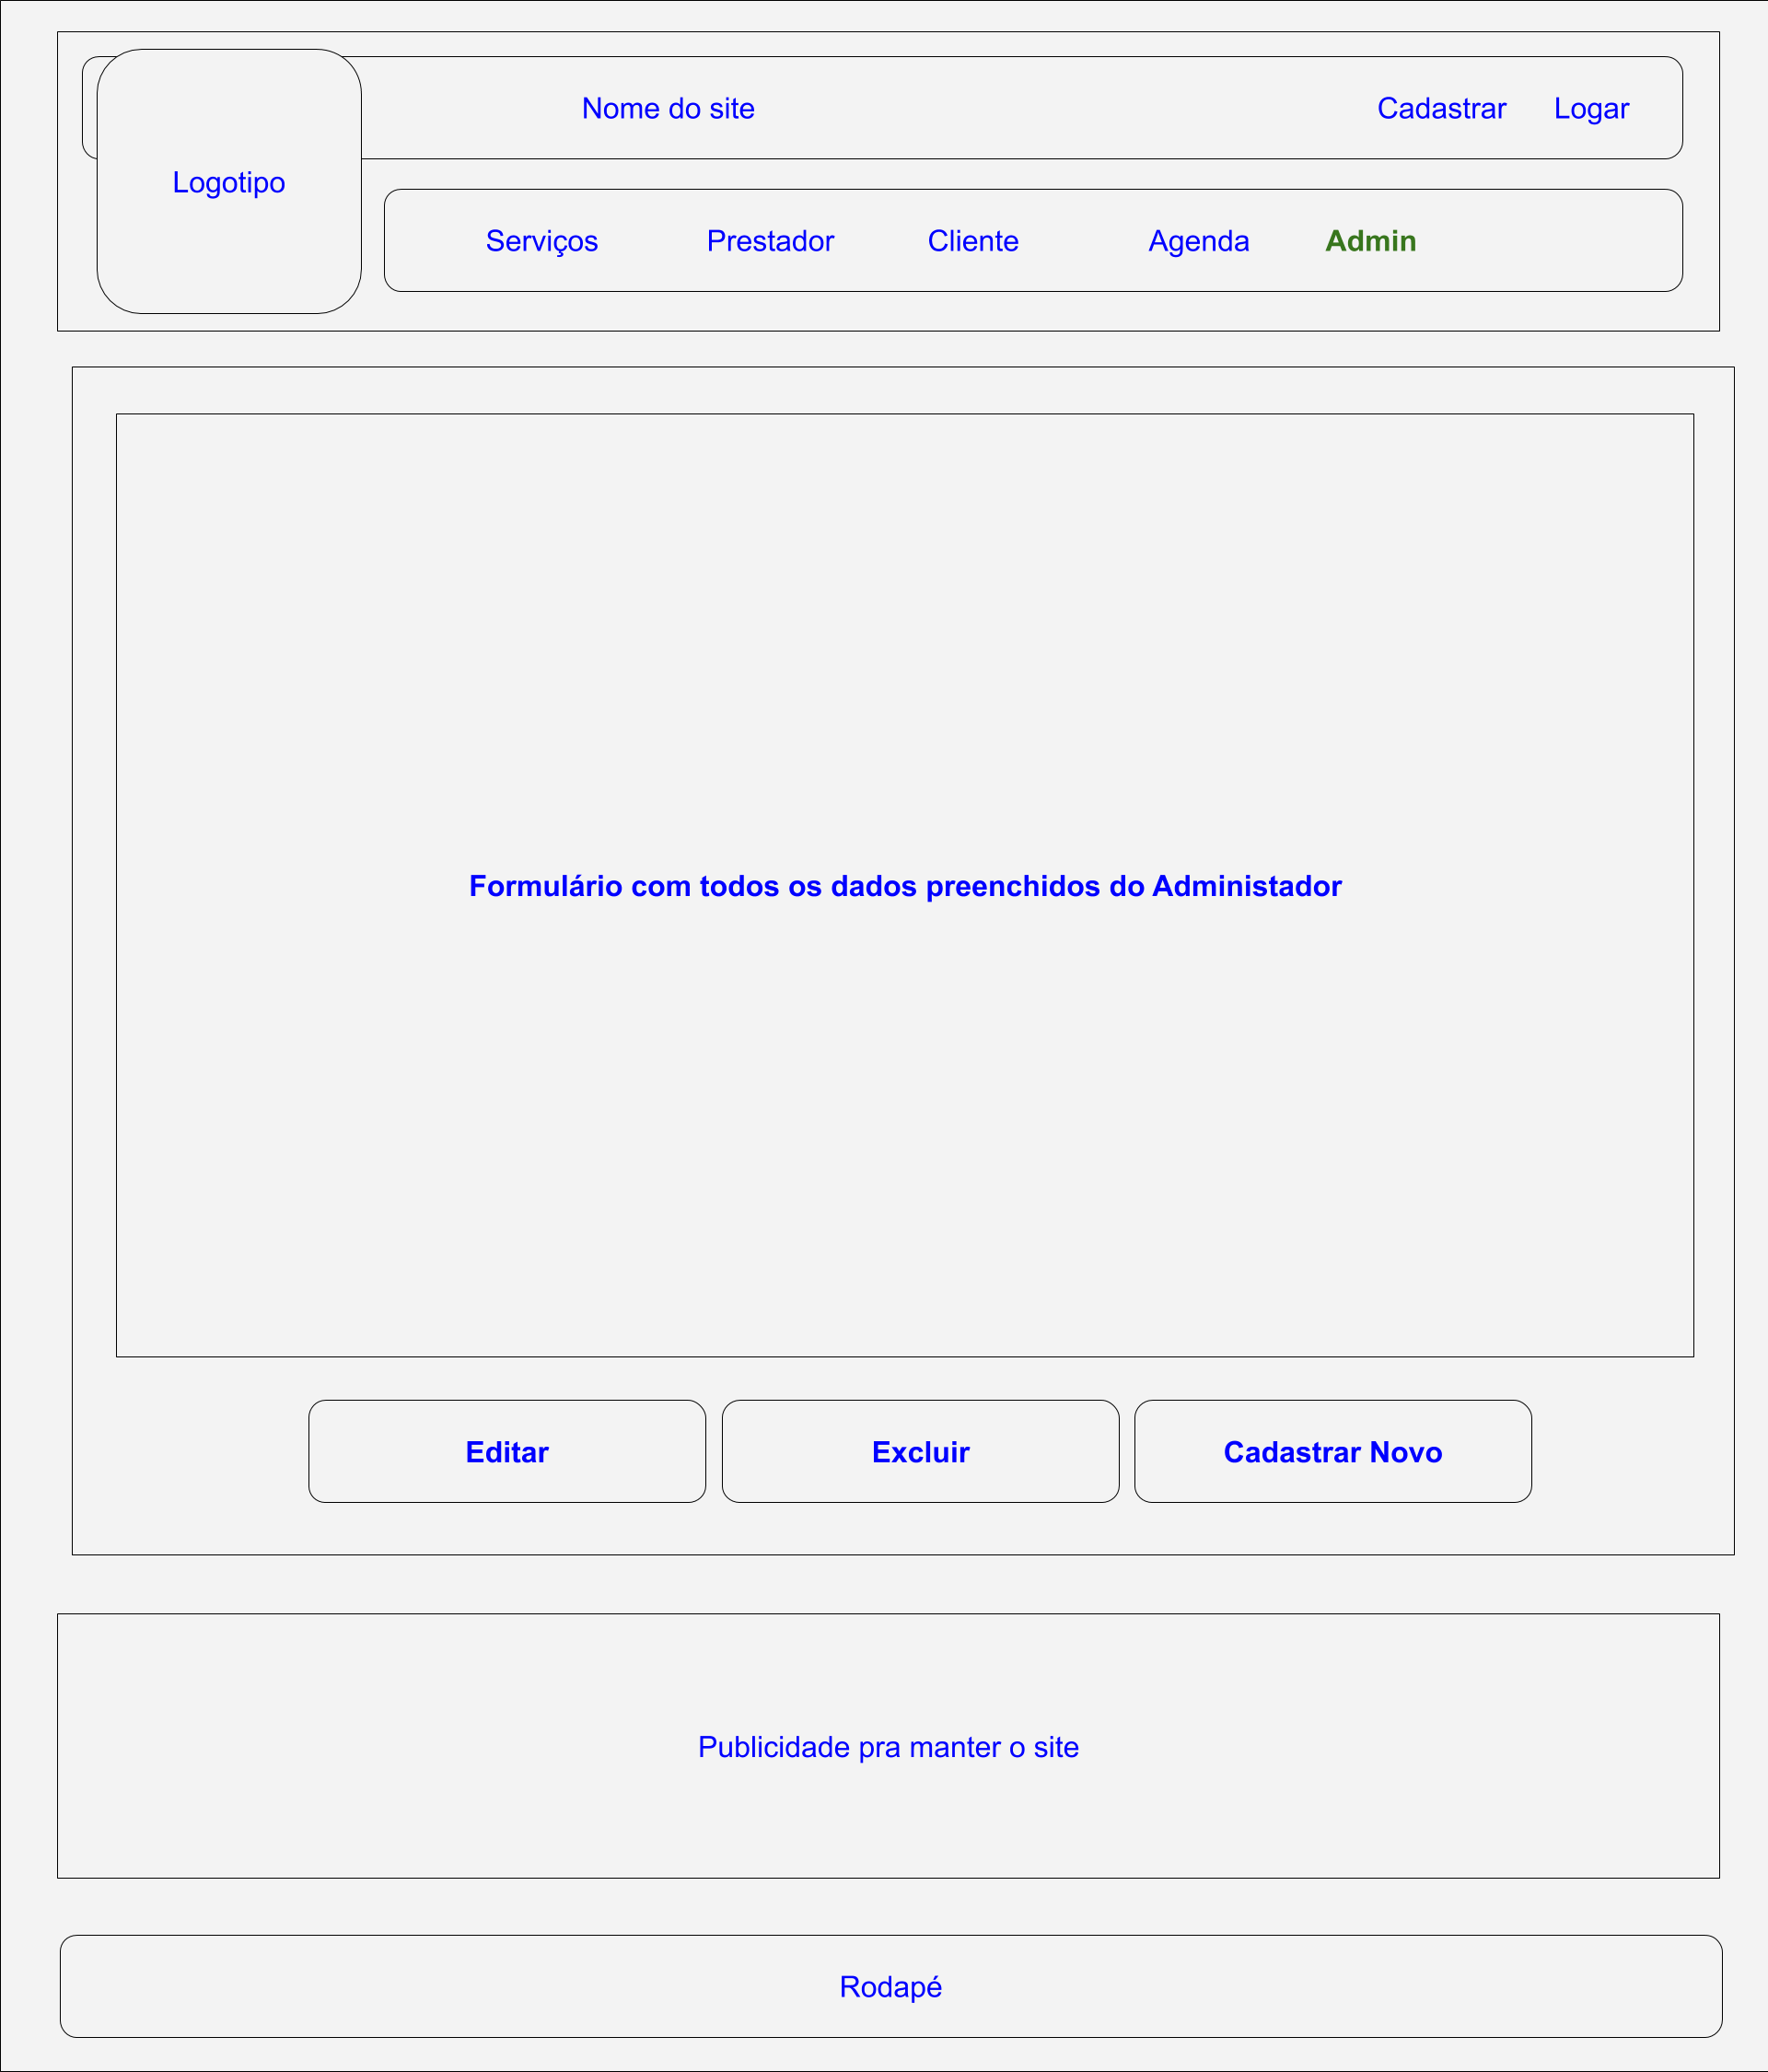 Nome do site
Cadastrar
Logar
Logotipo
Serviços
Prestador
Cliente
Agenda
Admin
Formulário com todos os dados preenchidos do Administador
Editar
Excluir
Cadastrar Novo
Publicidade pra manter o site
Rodapé